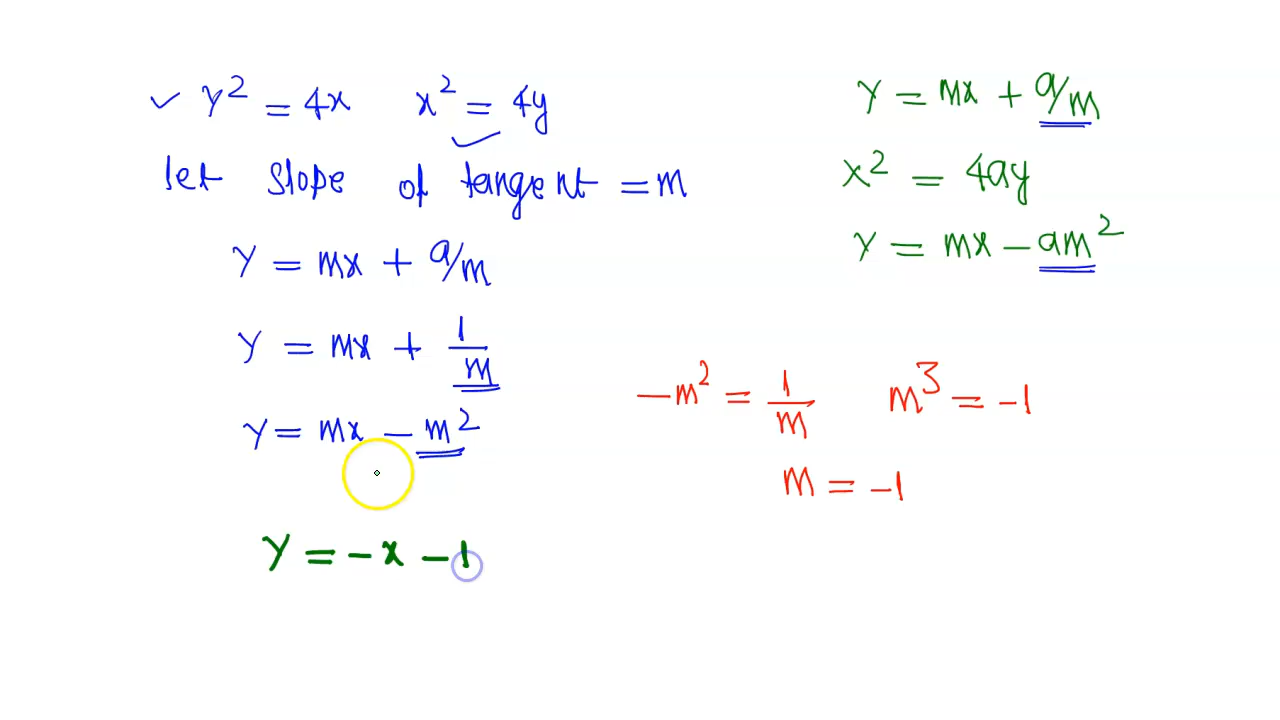 ✓ y² = 4x x² = 4y ✓
let slope of tangent = m
y = mx + a/m
y = mx + 1/m
y = mx - m²
y = -x - 1
y = mx + a/m
x² = 4ay
y = mx - am²
-m² = 1/m m³ = -1
m = -1